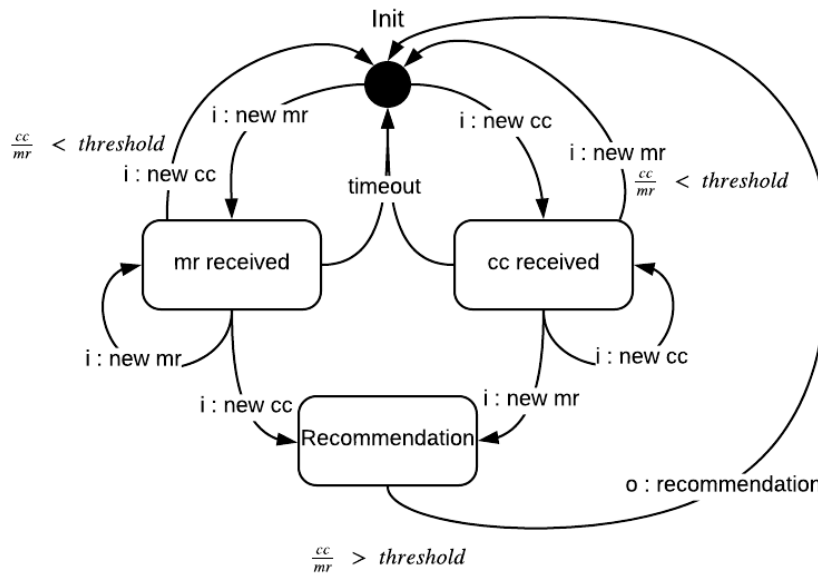 Init
i : new mr
i : new cc
cc/mr < threshold
i : new cc
i : new mr
timeout
cc/mr < threshold
mr received
cc received
i : new mr
i : new cc
i : new cc
i : new mr
Recommendation
o : recommendation
cc/mr > threshold